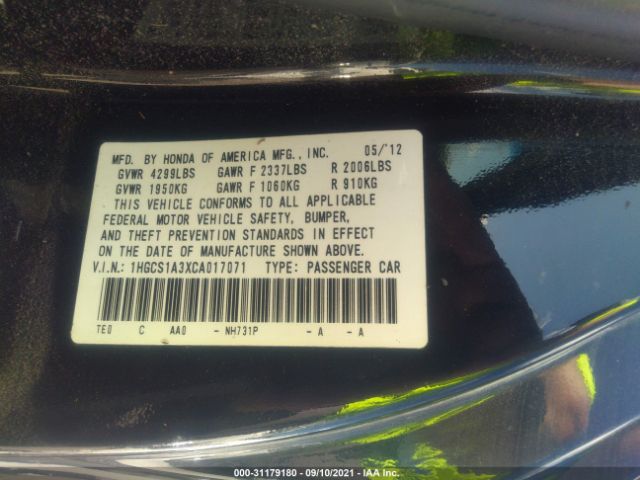 MFD. BY HONDA OF AMERICA MFG., INC. 05/'12
GVWR 4299LBS GAWR F 2337LBS R 2006LBS
GVWR 1950KG GAWR F 1060KG R 910KG
THIS VEHICLE CONFORMS TO ALL APPLICABLE
FEDERAL MOTOR VEHICLE SAFETY, BUMPER,
AND THEFT PREVENTION STANDARDS IN EFFECT
ON THE DATE OF MANUFACTURE SHOWN ABOVE.
V.I.N.: 1HGCS1A3XCA017071 TYPE: PASSENGER CAR
TE0 C AA0 - NH731P - A - A
000-31179180 - 09/10/2021 - IAA Inc.